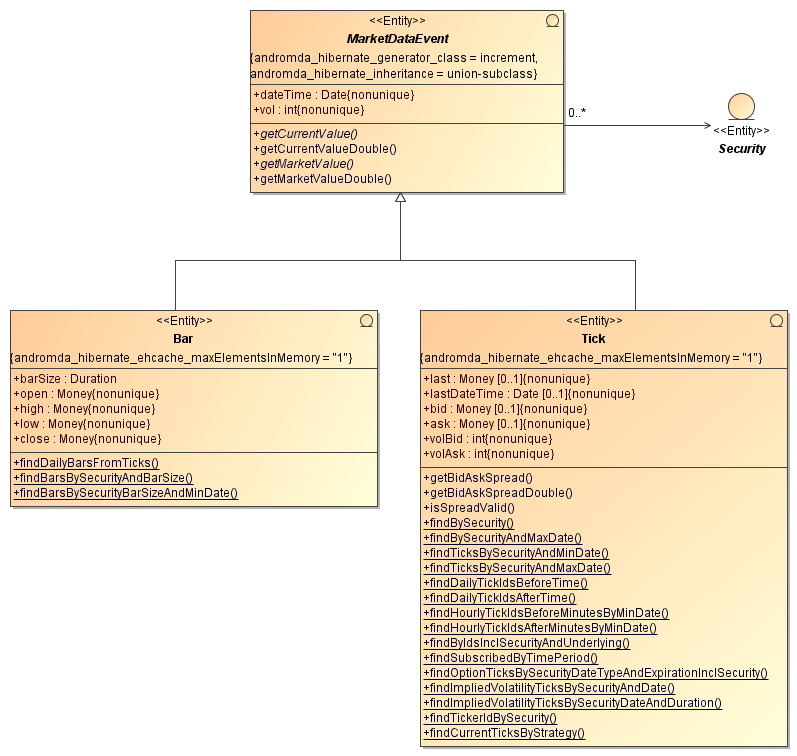 <<Entity>>
MarketDataEvent
{andromda_hibernate_generator_class = increment,
andromda_hibernate_inheritance = union-subclass}
+dateTime : Date{nonunique}
+vol : int{nonunique}
+getCurrentValue()
+getCurrentValueDouble()
+getMarketValue()
+getMarketValueDouble()
0..*
<<Entity>>
Security
<<Entity>>
Bar
{andromda_hibernate_ehcache_maxElementsInMemory = "1"}
+barSize : Duration
+open : Money{nonunique}
+high : Money{nonunique}
+low : Money{nonunique}
+close : Money{nonunique}
+findDailyBarsFromTicks()
+findBarsBySecurityAndBarSize()
+findBarsBySecurityBarSizeAndMinDate()
<<Entity>>
Tick
{andromda_hibernate_ehcache_maxElementsInMemory = "1"}
+last : Money [0..1]{nonunique}
+lastDateTime : Date [0..1]{nonunique}
+bid : Money [0..1]{nonunique}
+ask : Money [0..1]{nonunique}
+volBid : int{nonunique}
+volAsk : int{nonunique}
+getBidAskSpread()
+getBidAskSpreadDouble()
+isSpreadValid()
+findBySecurity()
+findBySecurityAndMaxDate()
+findTicksBySecurityAndMinDate()
+findTicksBySecurityAndMaxDate()
+findDailyTickIdsBeforeTime()
+findDailyTickIdsAfterTime()
+findHourlyTickIdsBeforeMinutesByMinDate()
+findHourlyTickIdsAfterMinutesByMinDate()
+findByIdsInclSecurityAndUnderlying()
+findSubscribedByTimePeriod()
+findOptionTicksBySecurityDateTypeAndExpirationInclSecurity()
+findImpliedVolatilityTicksBySecurityAndDate()
+findImpliedVolatilityTicksBySecurityDateAndDuration()
+findTickerIdBySecurity()
+findCurrentTicksByStrategy()